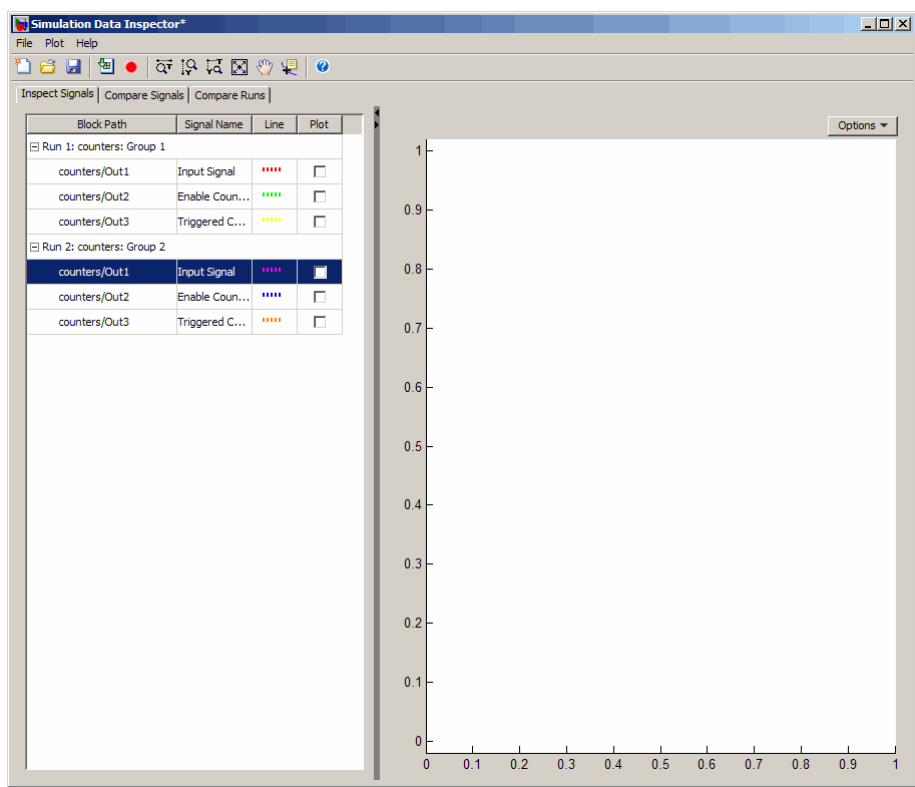 Simulation Data Inspector*
File Plot Help
Inspect Signals Compare Signals Compare Runs
Block Path Signal Name Line Plot
Run 1: counters: Group 1
counters/Out1 Input Signal
counters/Out2 Enable Coun...
counters/Out3 Triggered C...
Run 2: counters: Group 2
counters/Out1 Input Signal
counters/Out2 Enable Coun...
counters/Out3 Triggered C...
Options
1
0.9
0.8
0.7
0.6
0.5
0.4
0.3
0.2
0.1
0
0 0.1 0.2 0.3 0.4 0.5 0.6 0.7 0.8 0.9 1